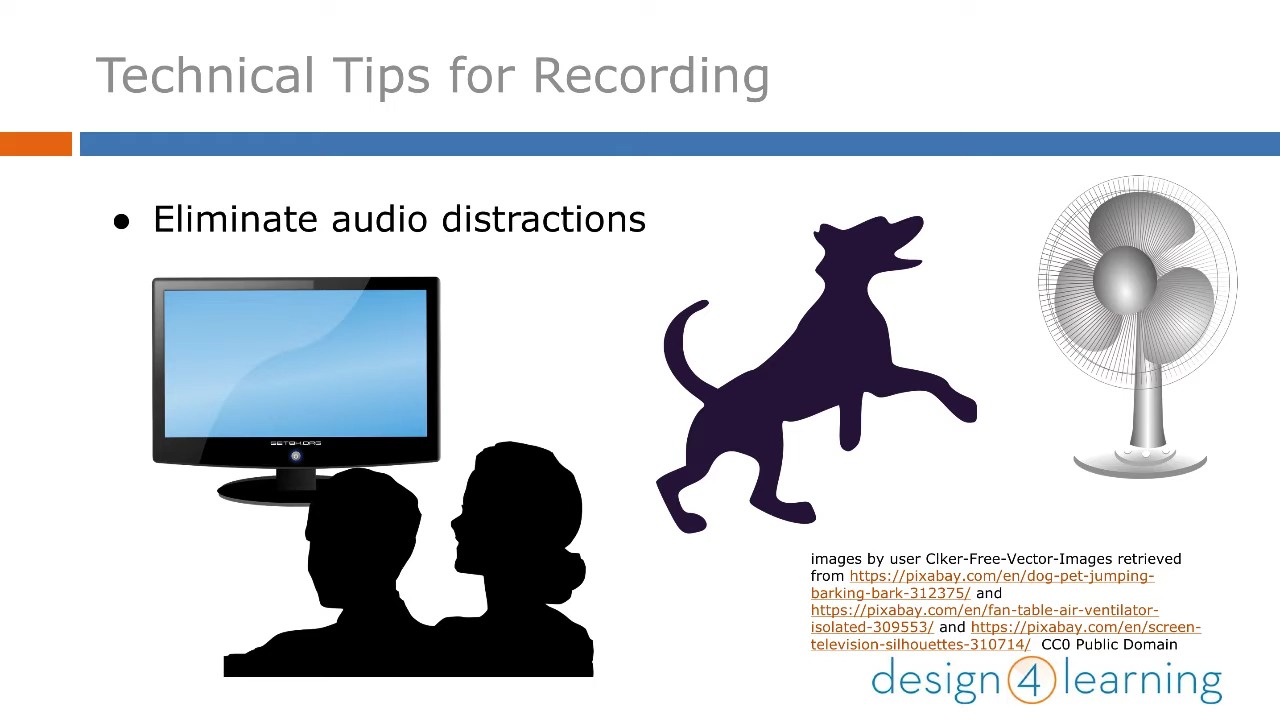 Technical Tips for Recording
● Eliminate audio distractions
GET84.ORG
images by user Clker-Free-Vector-Images retrieved
from https://pixabay.com/en/dog-pet-jumping-
barking-bark-312375/ and
https://pixabay.com/en/fan-table-air-ventilator-
isolated-309553/ and https://pixabay.com/en/screen-
television-silhouettes-310714/ CC0 Public Domain
design 4 learning